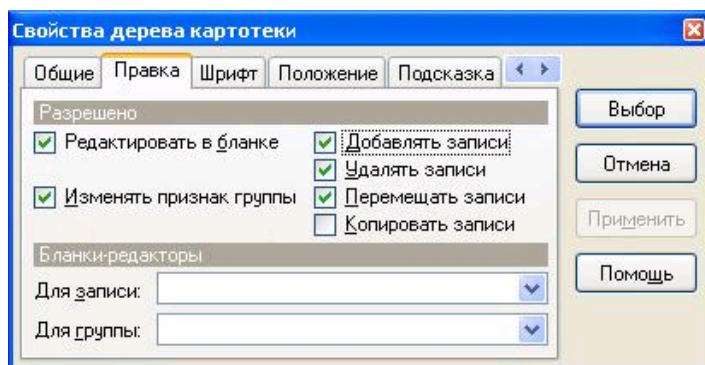 Свойства дерева картотеки
Общие Правка Шрифт Положение Подсказка
Разрешено
Редактировать в бланке Добавлять записи
Удалять записи
Изменять признак группы Перемещать записи
Копировать записи
Бланки-редакторы
Для записи:
Для группы:
Выбор
Отмена
Применить
Помощь